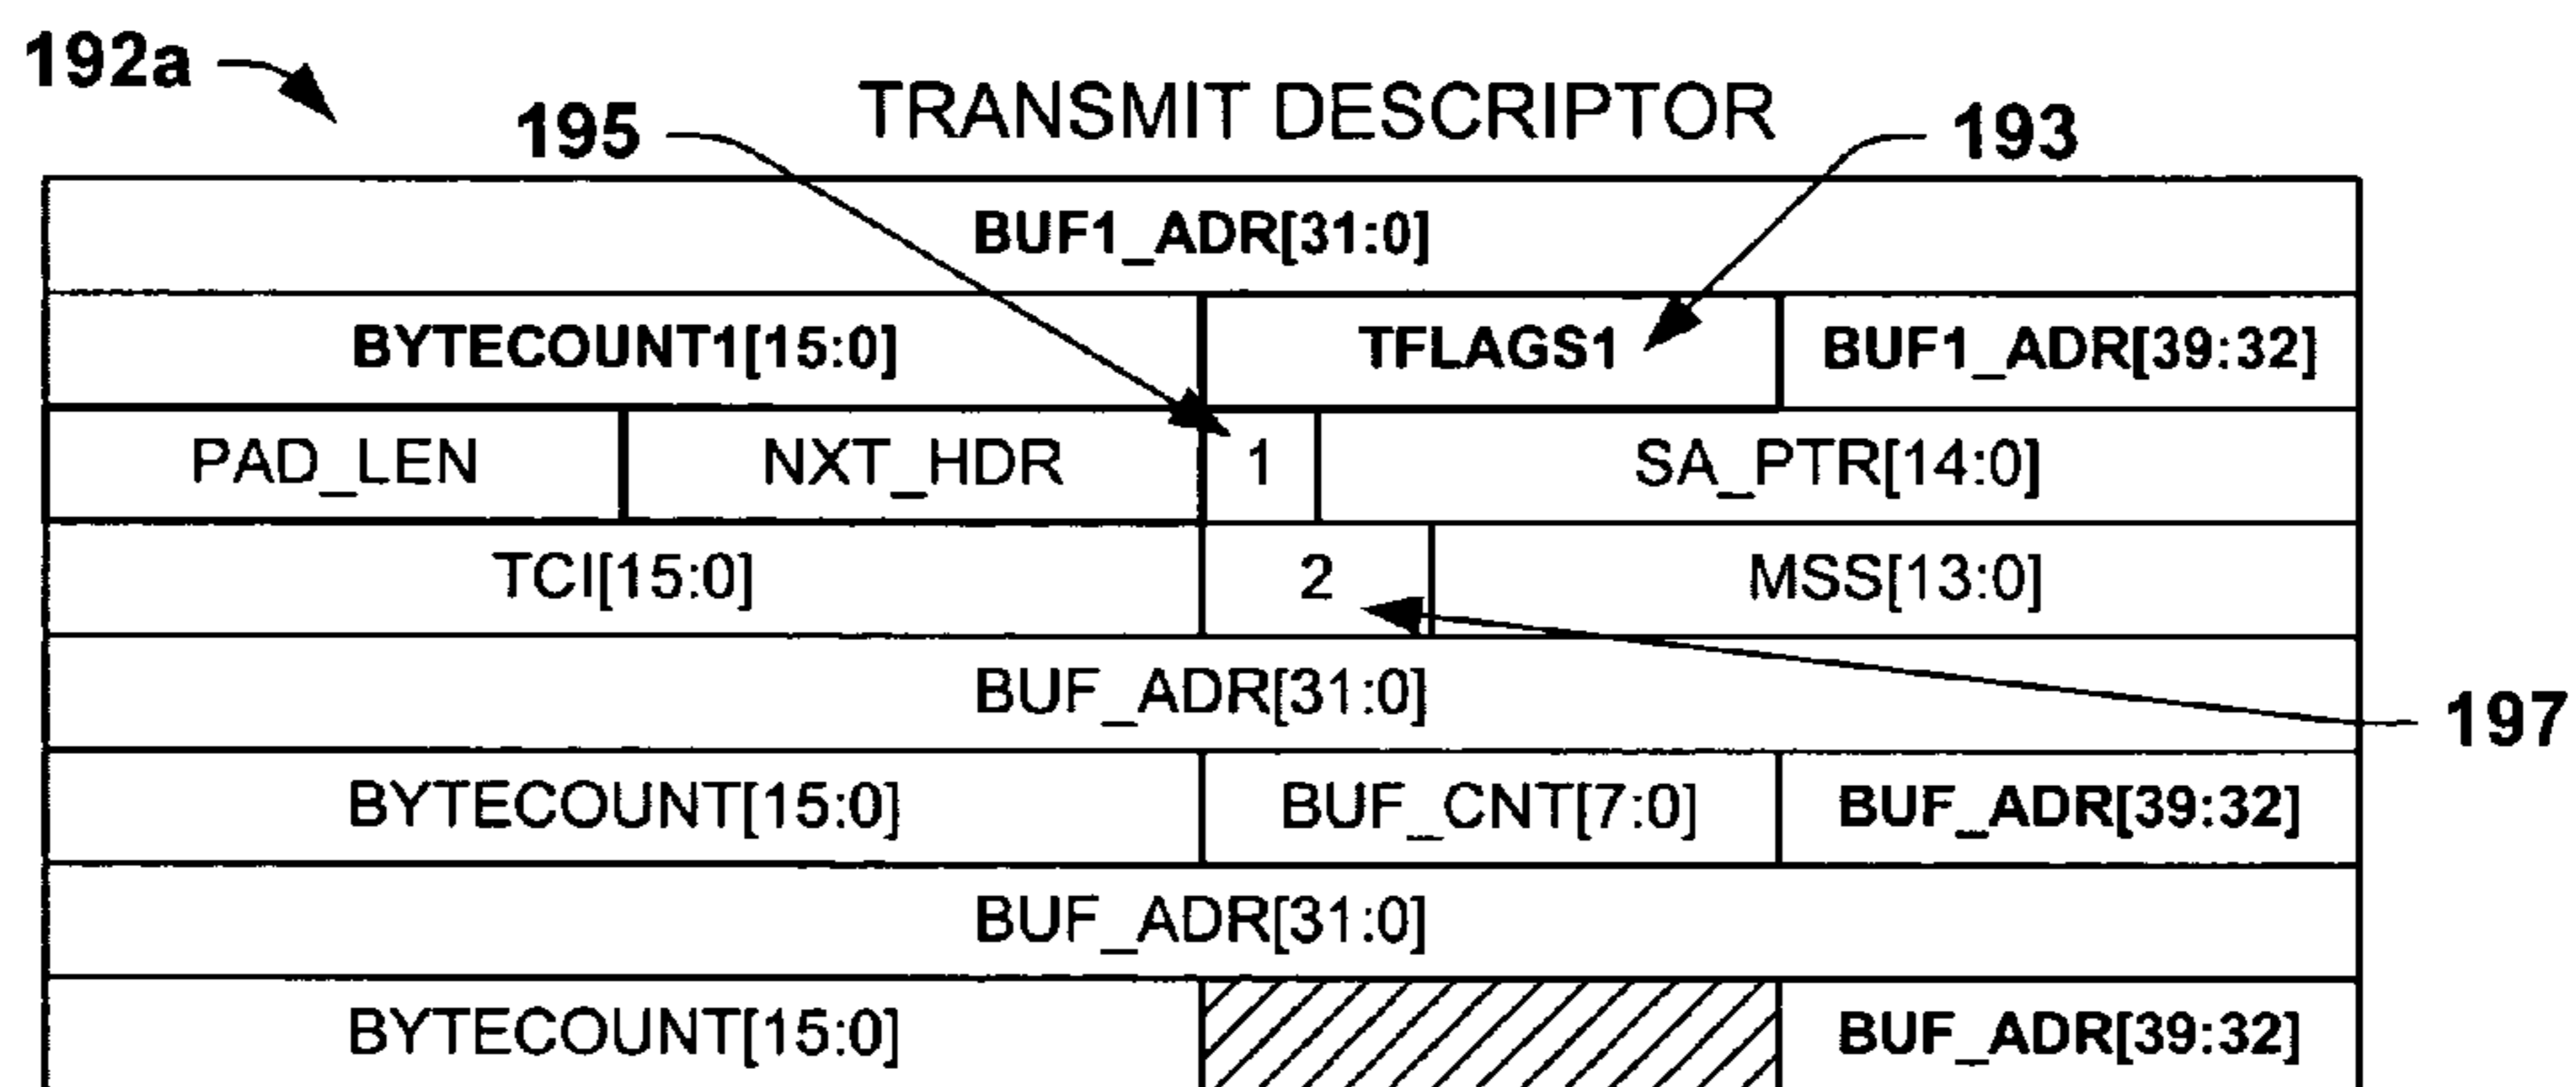 192a
TRANSMIT DESCRIPTOR
195
193
BUF1_ADR[31:0]
BYTECOUNT1[15:0] TFLAGS1 BUF1_ADR[39:32]
PAD_LEN NXT_HDR 1 SA_PTR[14:0]
TCI[15:0] 2 MSS[13:0]
BUF_ADR[31:0]
197
BYTECOUNT[15:0] BUF_CNT[7:0] BUF_ADR[39:32]
BUF_ADR[31:0]
BYTECOUNT[15:0] BUF_ADR[39:32]